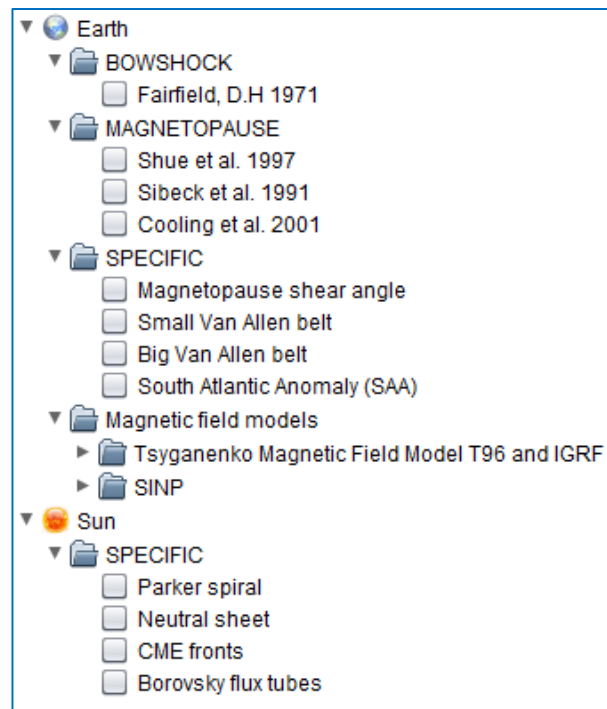 Earth
BOWSHOCK
Fairfield, D.H 1971
MAGNETOPAUSE
Shue et al. 1997
Sibeck et al. 1991
Cooling et al. 2001
SPECIFIC
Magnetopause shear angle
Small Van Allen belt
Big Van Allen belt
South Atlantic Anomaly (SAA)
Magnetic field models
Tsyganenko Magnetic Field Model T96 and IGRF
SINP
Sun
SPECIFIC
Parker spiral
Neutral sheet
CME fronts
Borovsky flux tubes